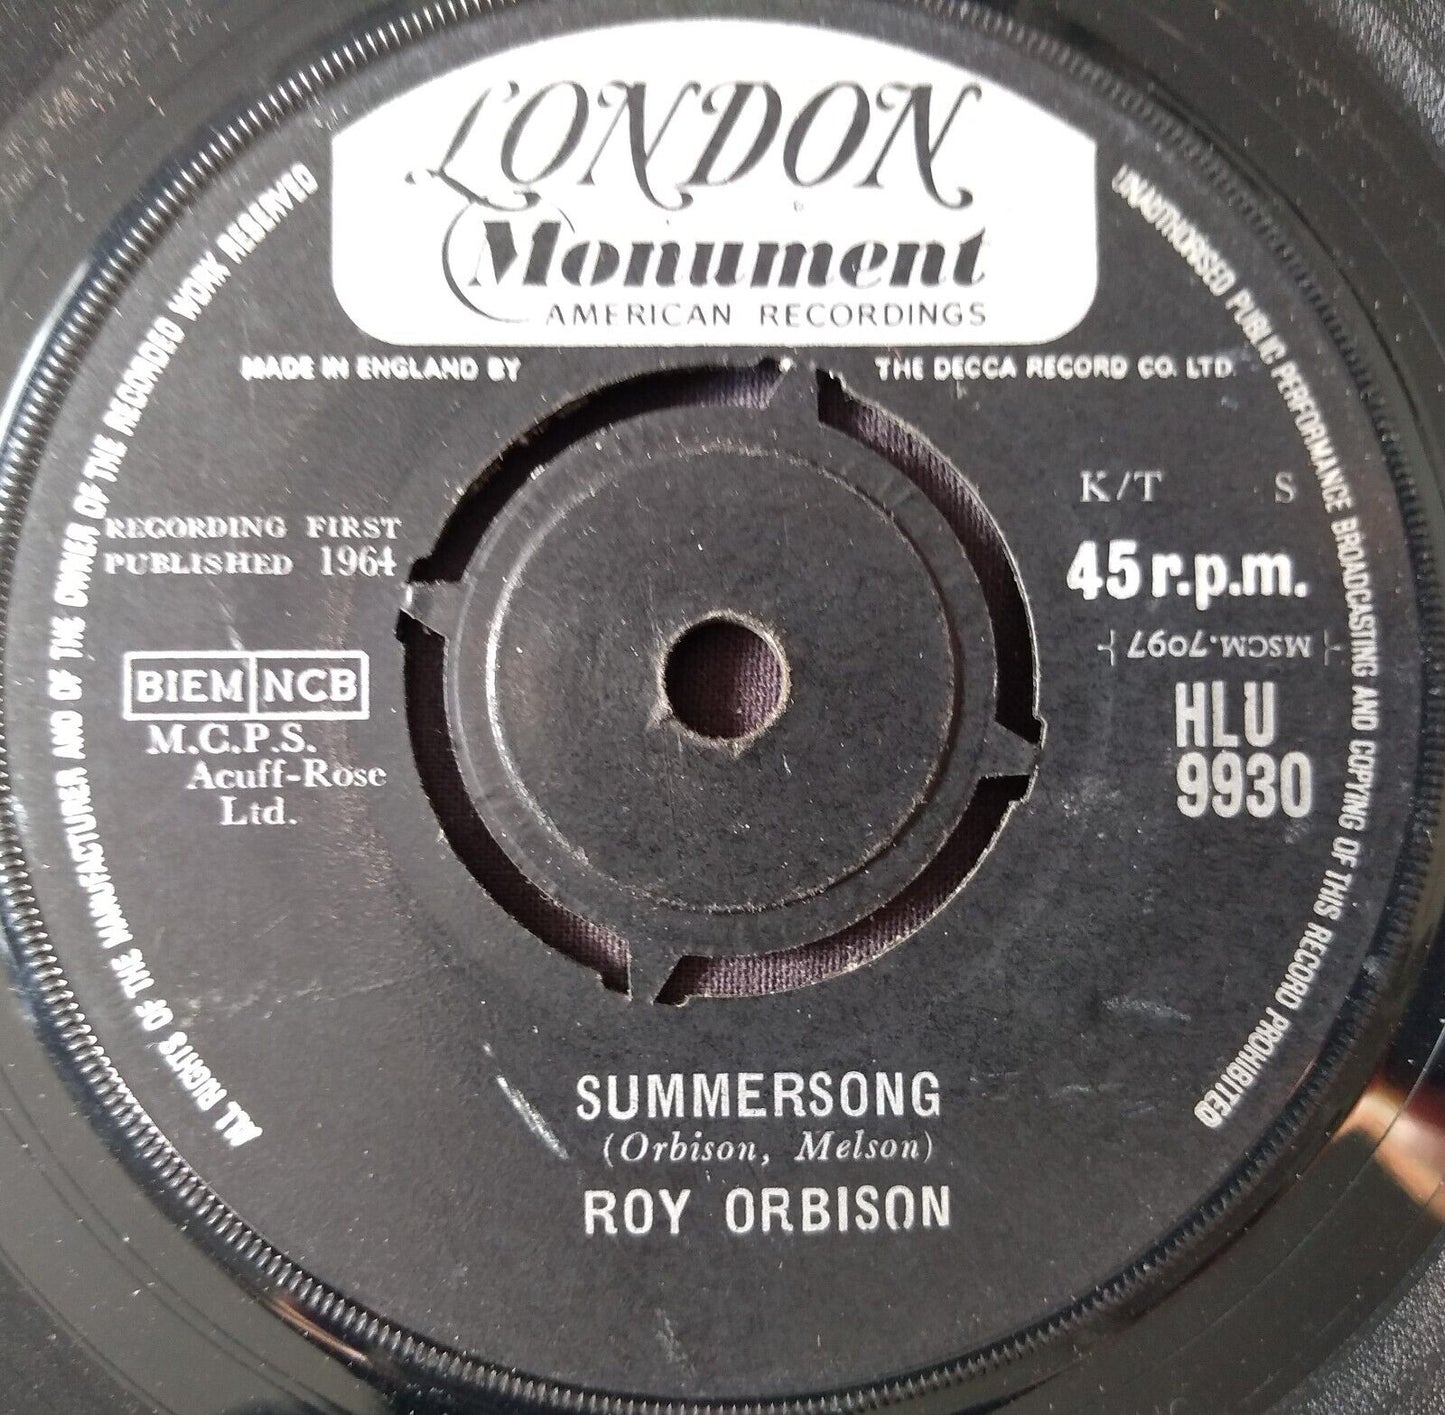 LONDON
Monument
AMERICAN RECORDINGS
MADE IN ENGLAND BY THE DECCA RECORD CO. LTD.
ALL RIGHTS OF THE MANUFACTURER AND OF THE OWNER OF THE RECORDED WORK RESERVED
UNAUTHORISED PUBLIC PERFORMANCE BROADCASTING AND COPYING OF THIS RECORD PROHIBITED
RECORDING FIRST
PUBLISHED 1964
BIEM NCB
M.C.P.S.
Acuff-Rose
Ltd.
K/T S
45 r.p.m.
MSCM.7097
HLU
9930
SUMMERSONG
(Orbison, Melson)
ROY ORBISON